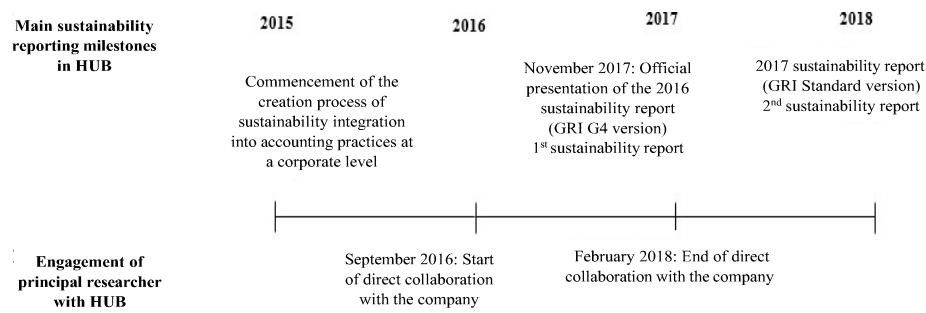 Main sustainability
reporting milestones
in HUB
2015
2016
2017
2018
Commencement of the
creation process of
sustainability integration
into accounting practices at
a corporate level
November 2017: Official
presentation of the 2016
sustainability report
(GRI G4 version)
1st sustainability report
2017 sustainability report
(GRI Standard version)
2nd sustainability report
Engagement of
principal researcher
with HUB
September 2016: Start
of direct collaboration
with the company
February 2018: End of direct
collaboration with the company